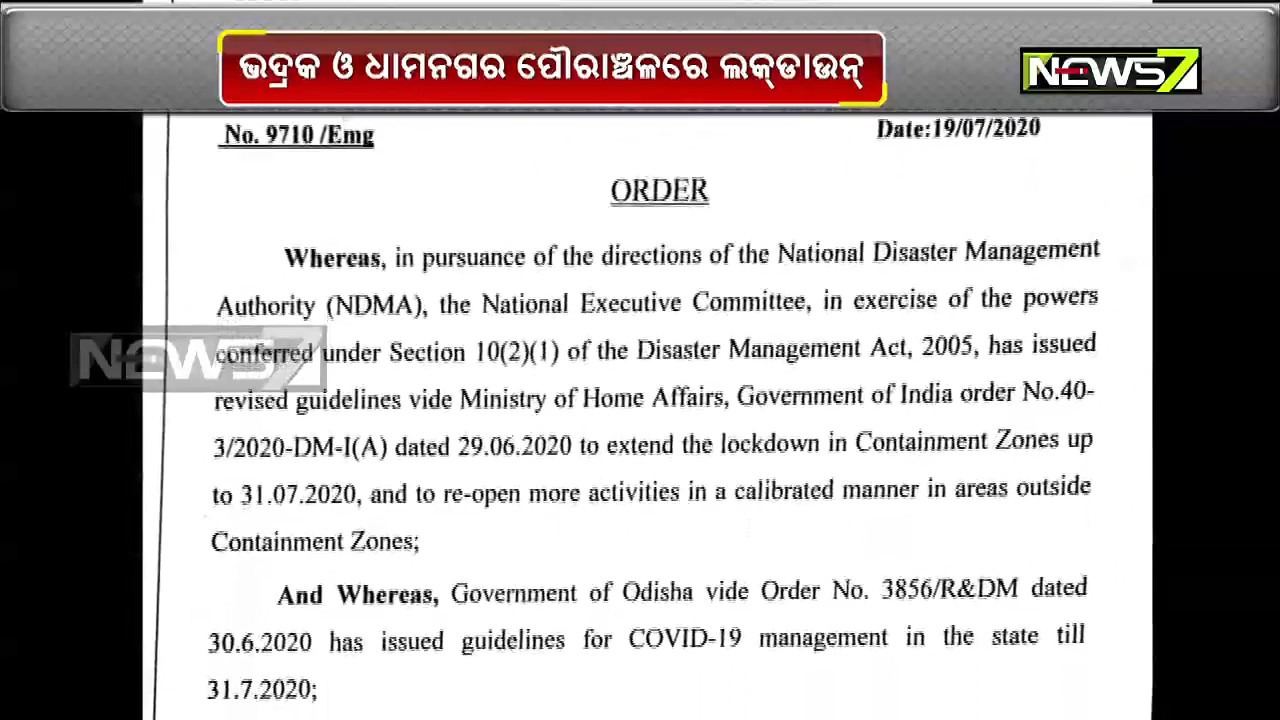 ଭଦ୍ରକ ଓ ଧାମନଗର ପୌରାଞ୍ଚଳରେ ଲକ୍‌ଡାଉନ୍
NEWS7
No. 9710 /Emg
Date:19/07/2020
ORDER
Whereas, in pursuance of the directions of the National Disaster Management
Authority (NDMA), the National Executive Committee, in exercise of the powers
NEWS7
conferred under Section 10(2)(1) of the Disaster Management Act, 2005, has issued
revised guidelines vide Ministry of Home Affairs, Government of India order No.40-
3/2020-DM-I(A) dated 29.06.2020 to extend the lockdown in Containment Zones up
to 31.07.2020, and to re-open more activities in a calibrated manner in areas outside
Containment Zones;
And Whereas, Government of Odisha vide Order No. 3856/R&DM dated
30.6.2020 has issued guidelines for COVID-19 management in the state till
31.7.2020;